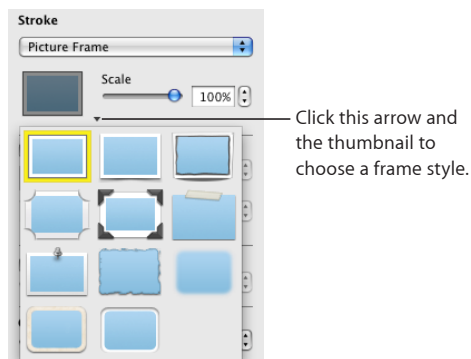 Stroke
Picture Frame
Scale
100%
Click this arrow and
the thumbnail to
choose a frame style.